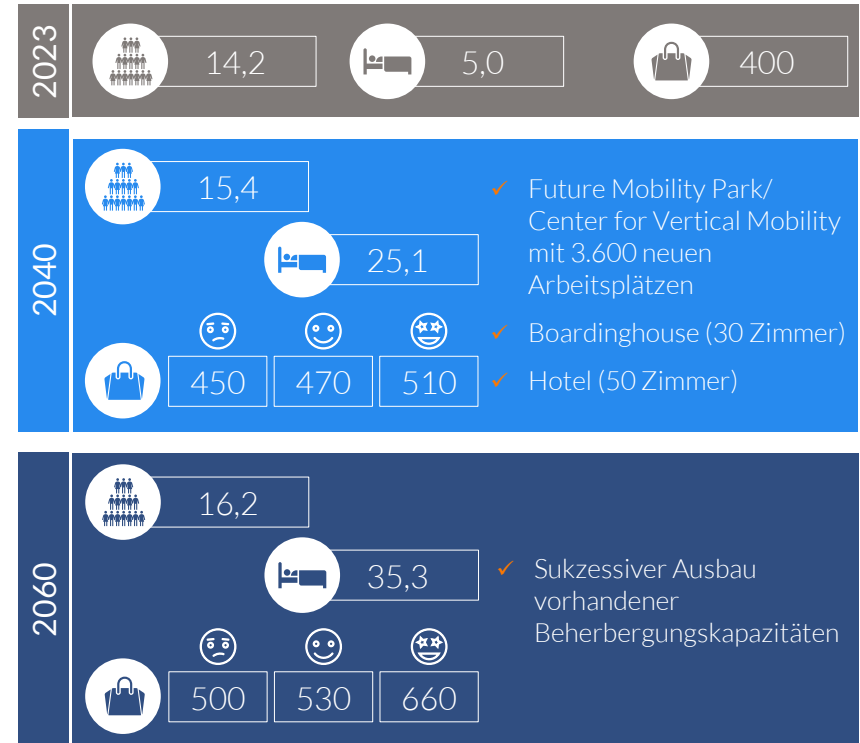 2023
14,2
5,0
400
2040
15,4
25,1
450
470
510
Future Mobility Park/
Center for Vertical Mobility
mit 3.600 neuen
Arbeitsplätzen
Boardinghouse (30 Zimmer)
Hotel (50 Zimmer)
2060
16,2
35,3
500
530
660
Sukzessiver Ausbau
vorhandener
Beherbergungskapazitäten